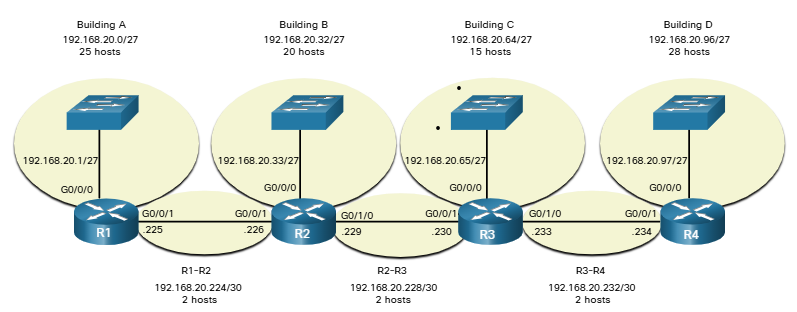 Building A
192.168.20.0/27
25 hosts
Building B
192.168.20.32/27
20 hosts
Building C
192.168.20.64/27
15 hosts
Building D
192.168.20.96/27
28 hosts
192.168.20.1/27
192.168.20.33/27
192.168.20.65/27
192.168.20.97/27
G0/0/0
G0/0/0
G0/0/0
G0/0/0
R1
G0/0/1
.225
G0/0/1
.226
R2
G0/1/0
.229
G0/0/1
.230
R3
G0/1/0
.233
G0/0/1
.234
R4
R1-R2
192.168.20.224/30
2 hosts
R2-R3
192.168.20.228/30
2 hosts
R3-R4
192.168.20.232/30
2 hosts